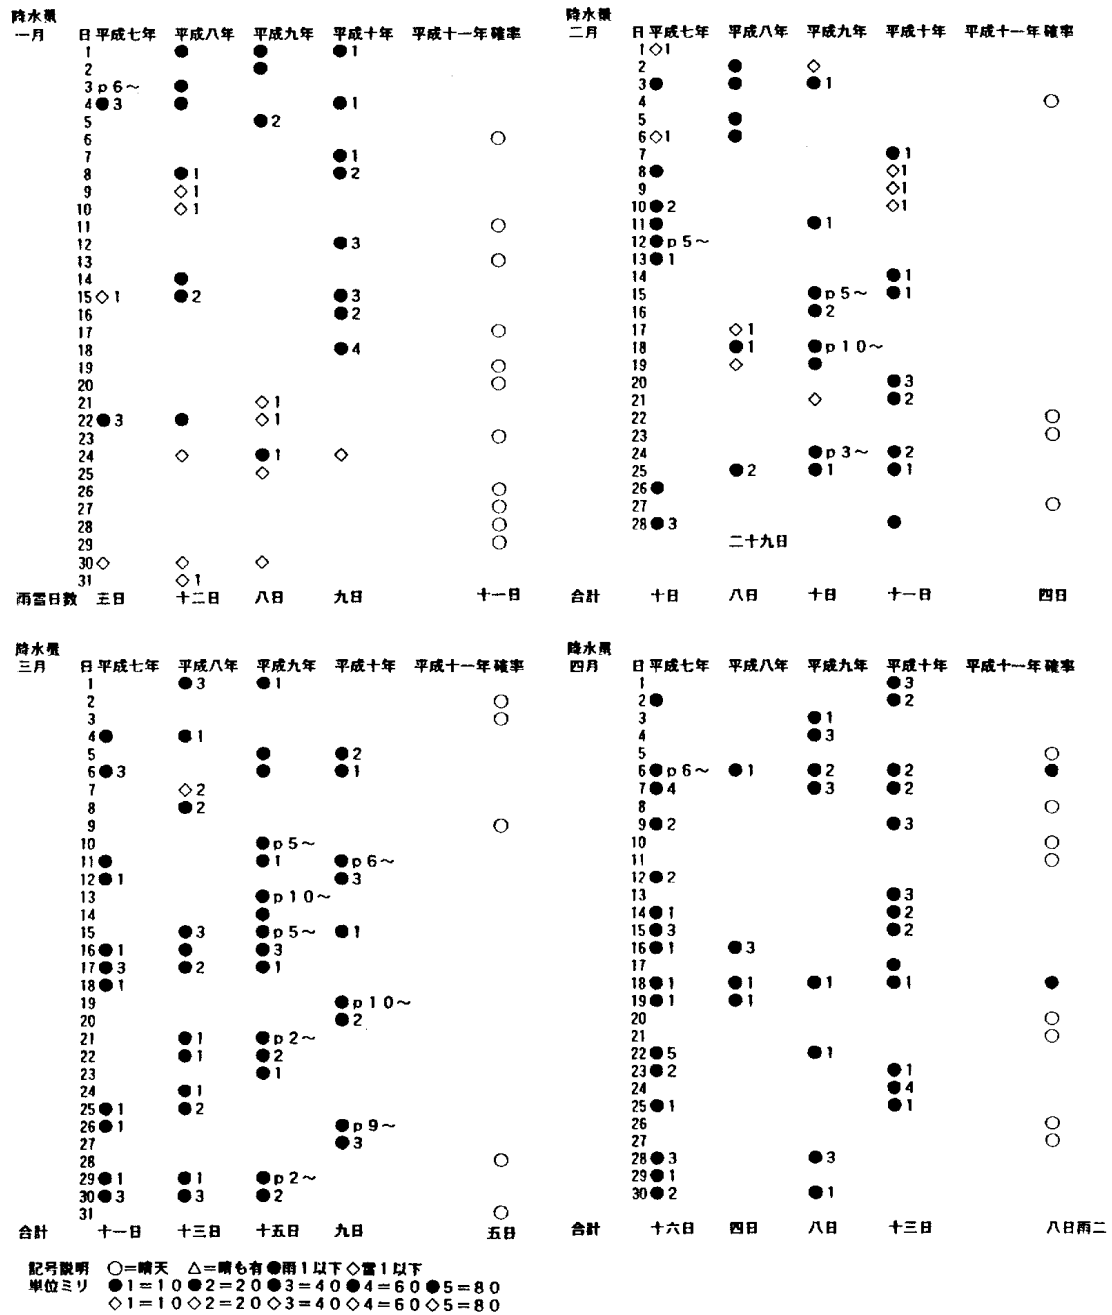 降水量
一月 日 平成七年 平成八年 平成九年 平成十年 平成十一年 確率
1 ● ● ●1
2 ●
3 p6~ ●
4 ●3 ● ●1
5 ●2
6 ○
7 ●1
8 ●1 ●2
9 ◇1
10 ◇1
11 ○
12 ●3
13 ○
14 ●
15 ◇1 ●2 ●3
16 ●2
17 ○
18 ●4
19 ○
20 ○
21 ◇1
22 ●3 ● ◇1
23 ○
24 ◇ ●1 ◇
25 ◇
26 ○
27 ○
28 ○
29 ○
30 ◇ ◇ ◇
31 ◇1
雨雪日数 五日 十二日 八日 九日 十一日
降水量
二月 日 平成七年 平成八年 平成九年 平成十年 平成十一年 確率
1 ◇1
2 ● ◇
3 ● ● ●1
4 ○
5 ●
6 ◇1 ●
7 ●1
8 ● ◇1
9 ◇1
10 ●2 ◇1
11 ● ●1
12 ●p5~
13 ●1
14 ●1
15 ●p5~ ●1
16 ●2
17 ◇1
18 ●1 ●p10~
19 ◇ ●
20 ●3
21 ◇ ●2
22 ○
23 ○
24 ●p3~ ●2
25 ●2 ●1 ●1
26 ●
27 ○
28 ●3 ●
二十九日
合計 十日 八日 十日 十一日 四日
降水量
三月 日 平成七年 平成八年 平成九年 平成十年 平成十一年 確率
1 ●3 ●1
2 ○
3 ○
4 ● ●1
5 ● ●2
6 ●3 ● ●1
7 ◇2
8 ●2
9 ○
10 ●p5~
11 ● ●1 ●p6~
12 ●1 ●3
13 ●p10~
14 ●
15 ●3 ●p5~ ●1
16 ●1 ● ●3
17 ●3 ●2 ●1
18 ●1
19 ●p10~
20 ●2
21 ●1 ●p2~
22 ●1 ●2
23 ●1
24 ●1
25 ●1 ●2
26 ●1 ●p9~
27 ●3
28 ○
29 ●1 ●1 ●p2~
30 ●3 ●3 ●2
31 ○
合計 十一日 十三日 十五日 九日 五日
降水量
四月 日 平成七年 平成八年 平成九年 平成十年 平成十一年 確率
1 ●3
2 ● ●2
3 ●1
4 ●3
5 ○
6 ●p6~ ●1 ●2 ●2 ●
7 ●4 ●3 ●2
8 ○
9 ●2 ●3
10 ○
11 ○
12 ●2
13 ●3
14 ●1 ●2
15 ●3 ●2
16 ●1 ●3
17 ●
18 ●1 ●1 ●1 ●1 ●
19 ●1 ●1
20 ○
21 ○
22 ●5 ●1
23 ●2 ●1
24 ●4
25 ●1 ●1
26 ○
27 ○
28 ●3 ●3
29 ●1
30 ●2 ●1
合計 十六日 四日 八日 十三日 八日雨二
記号説明 ○=晴天 △=晴も有 ●雨1以下 ◇雪1以下
単位ミリ ●1=10 ●2=20 ●3=40 ●4=60 ●5=80
◇1=10 ◇2=20 ◇3=40 ◇4=60 ◇5=80